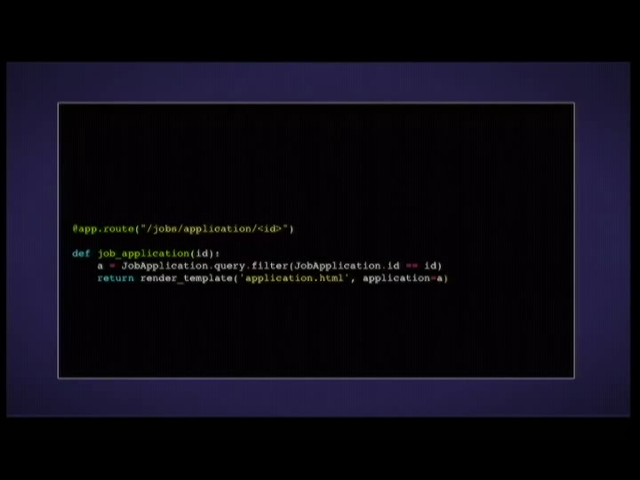 @app.route("/jobs/application/<id>")
def job_application(id):
a = JobApplication.query.filter(JobApplication.id == id)
return render_template('application.html', application=a)